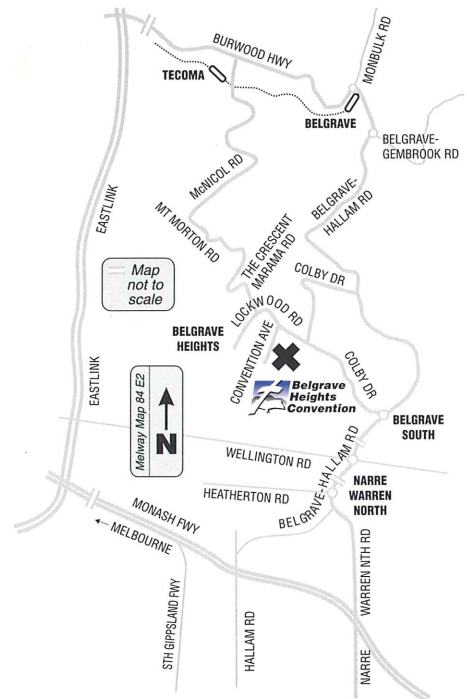 BURWOOD HWY
MONBULK RD
TECOMA
BELGRAVE
BELGRAVE-
GEMBROOK RD
McNICOL RD
BELGRAVE-
HALLAM RD
EASTLINK
MT MORTON RD
THE CRESCENT
MARAMA RD
COLBY DR
Map
not to
scale
LOCKWOOD RD
BELGRAVE
HEIGHTS
CONVENTION AVE
COLBY DR
EASTLINK
Melway Map 84 E2
N
Belgrave
Heights
Convention
BELGRAVE
SOUTH
WELLINGTON RD
BELGRAVE-HALLAM RD
HEATHERTON RD
NARRE
WARREN
NORTH
MONASH FWY
MELBOURNE
STH GIPPSLAND FWY
HALLAM RD
NARRE WARREN NTH RD